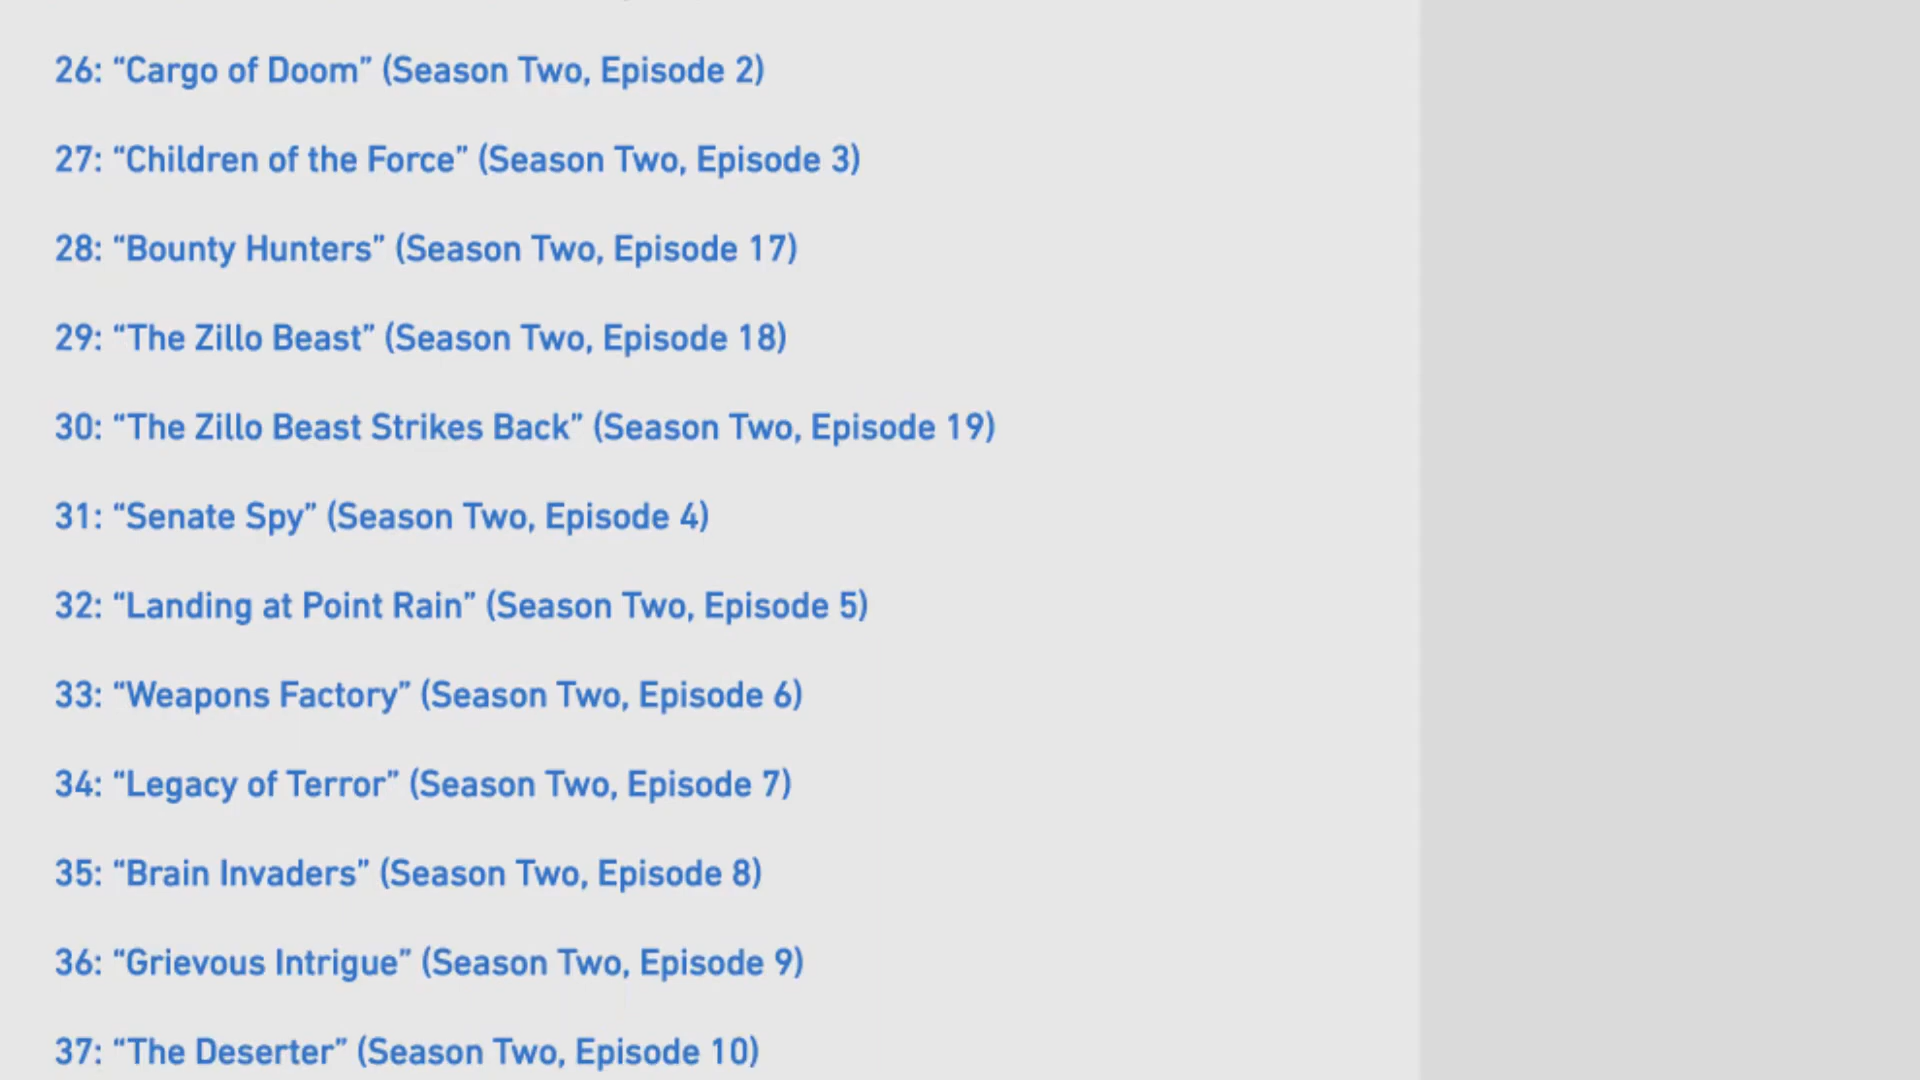 26: “Cargo of Doom” (Season Two, Episode 2)
27: “Children of the Force” (Season Two, Episode 3)
28: “Bounty Hunters” (Season Two, Episode 17)
29: “The Zillo Beast” (Season Two, Episode 18)
30: “The Zillo Beast Strikes Back” (Season Two, Episode 19)
31: “Senate Spy” (Season Two, Episode 4)
32: “Landing at Point Rain” (Season Two, Episode 5)
33: “Weapons Factory” (Season Two, Episode 6)
34: “Legacy of Terror” (Season Two, Episode 7)
35: “Brain Invaders” (Season Two, Episode 8)
36: “Grievous Intrigue” (Season Two, Episode 9)
37: “The Deserter” (Season Two, Episode 10)